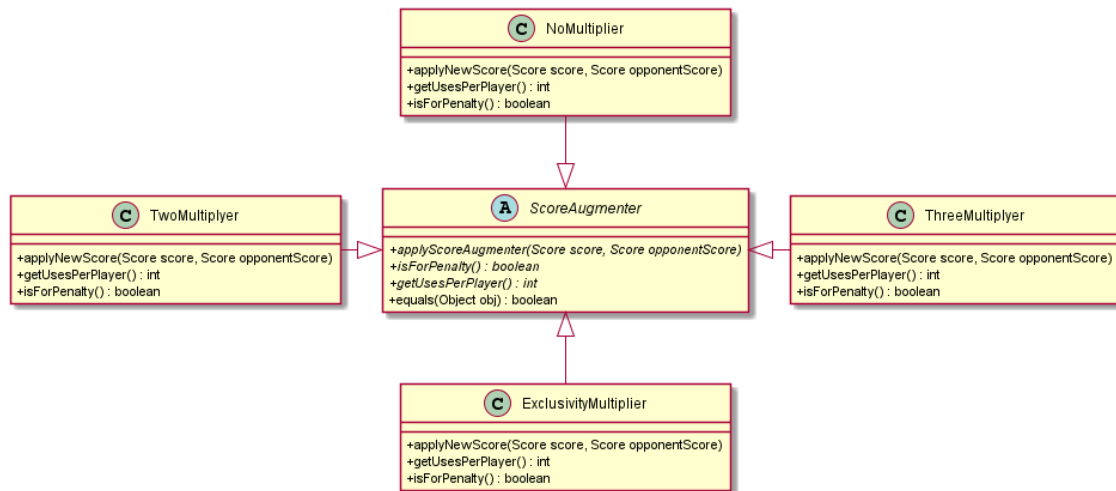 C NoMultiplier
+applyNewScore(Score score, Score opponentScore)
+getUsesPerPlayer() : int
+isForPenalty() : boolean
C TwoMultiplyer
+applyNewScore(Score score, Score opponentScore)
+getUsesPerPlayer() : int
+isForPenalty() : boolean
A ScoreAugmenter
+applyScoreAugmenter(Score score, Score opponentScore)
+isForPenalty() : boolean
+getUsesPerPlayer() : int
+equals(Object obj) : boolean
C ThreeMultiplyer
+applyNewScore(Score score, Score opponentScore)
+getUsesPerPlayer() : int
+isForPenalty() : boolean
C ExclusivityMultiplier
+applyNewScore(Score score, Score opponentScore)
+getUsesPerPlayer() : int
+isForPenalty() : boolean